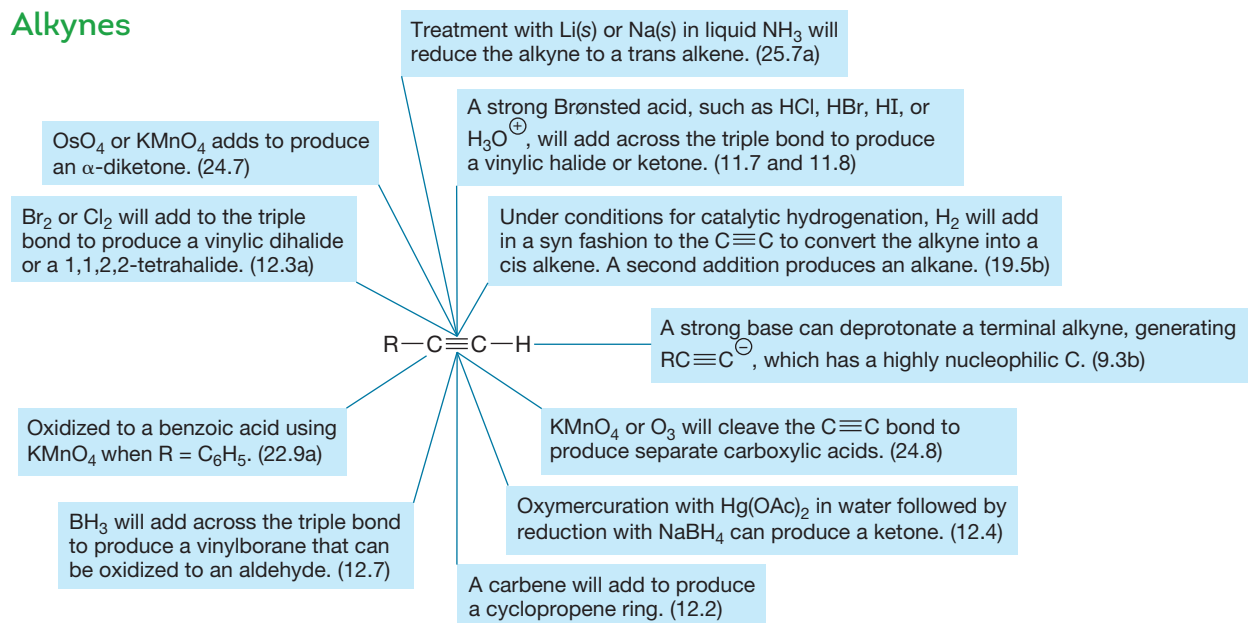 Alkynes
Treatment with Li(s) or Na(s) in liquid NH₃ will
reduce the alkyne to a trans alkene. (25.7a)
A strong Brønsted acid, such as HCl, HBr, HI, or
H₃O⊕, will add across the triple bond to produce
a vinylic halide or ketone. (11.7 and 11.8)
OsO₄ or KMnO₄ adds to produce
an α-diketone. (24.7)
Br₂ or Cl₂ will add to the triple
bond to produce a vinylic dihalide
or a 1,1,2,2-tetrahalide. (12.3a)
Under conditions for catalytic hydrogenation, H₂ will add
in a syn fashion to the C≡C to convert the alkyne into a
cis alkene. A second addition produces an alkane. (19.5b)
R—C≡C—H
A strong base can deprotonate a terminal alkyne, generating
RC≡C⊖, which has a highly nucleophilic C. (9.3b)
Oxidized to a benzoic acid using
KMnO₄ when R = C₆H₅. (22.9a)
KMnO₄ or O₃ will cleave the C≡C bond to
produce separate carboxylic acids. (24.8)
BH₃ will add across the triple bond
to produce a vinylborane that can
be oxidized to an aldehyde. (12.7)
Oxymercuration with Hg(OAc)₂ in water followed by
reduction with NaBH₄ can produce a ketone. (12.4)
A carbene will add to produce
a cyclopropene ring. (12.2)